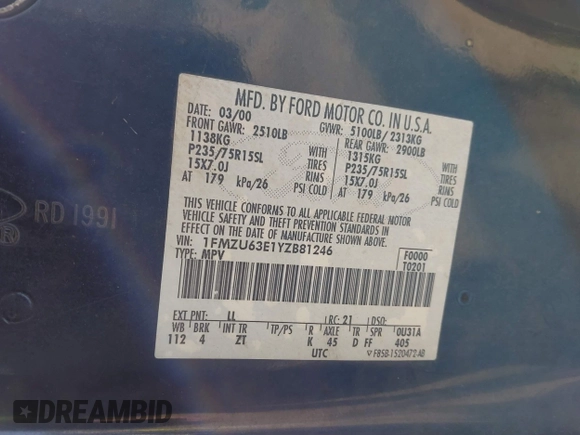 MFD. BY FORD MOTOR CO. IN U.S.A.
DATE: 03/00 GVWR: 5100LB/ 2313KG
FRONT GAWR: 2510LB REAR GAWR: 2900LB
1138KG WITH 1315KG WITH
P235/75R15SL TIRES P235/75R15SL TIRES
15X7.0J RIMS 15X7.0J RIMS
AT 179 kPa/26 PSI COLD AT 179 kPa/26 PSI COLD
THIS VEHICLE CONFORMS TO ALL APPLICABLE FEDERAL MOTOR
VEHICLE SAFETY AND THEFT PREVENTION STANDARDS IN
EFFECT ON THE DATE OF MANUFACTURE SHOWN ABOVE.
VIN: 1FMZU63E1YZB81246 F0000
TYPE: MPV T0201
EXT PNT: LL RC: 21 DSO:
WB BRK INT TR TP/PS R AXLE TR SPR 0U31A
112 4 ZT K 45 D FF 405
UTC F85B-1520472-AB
RD 1991
DREAMBID